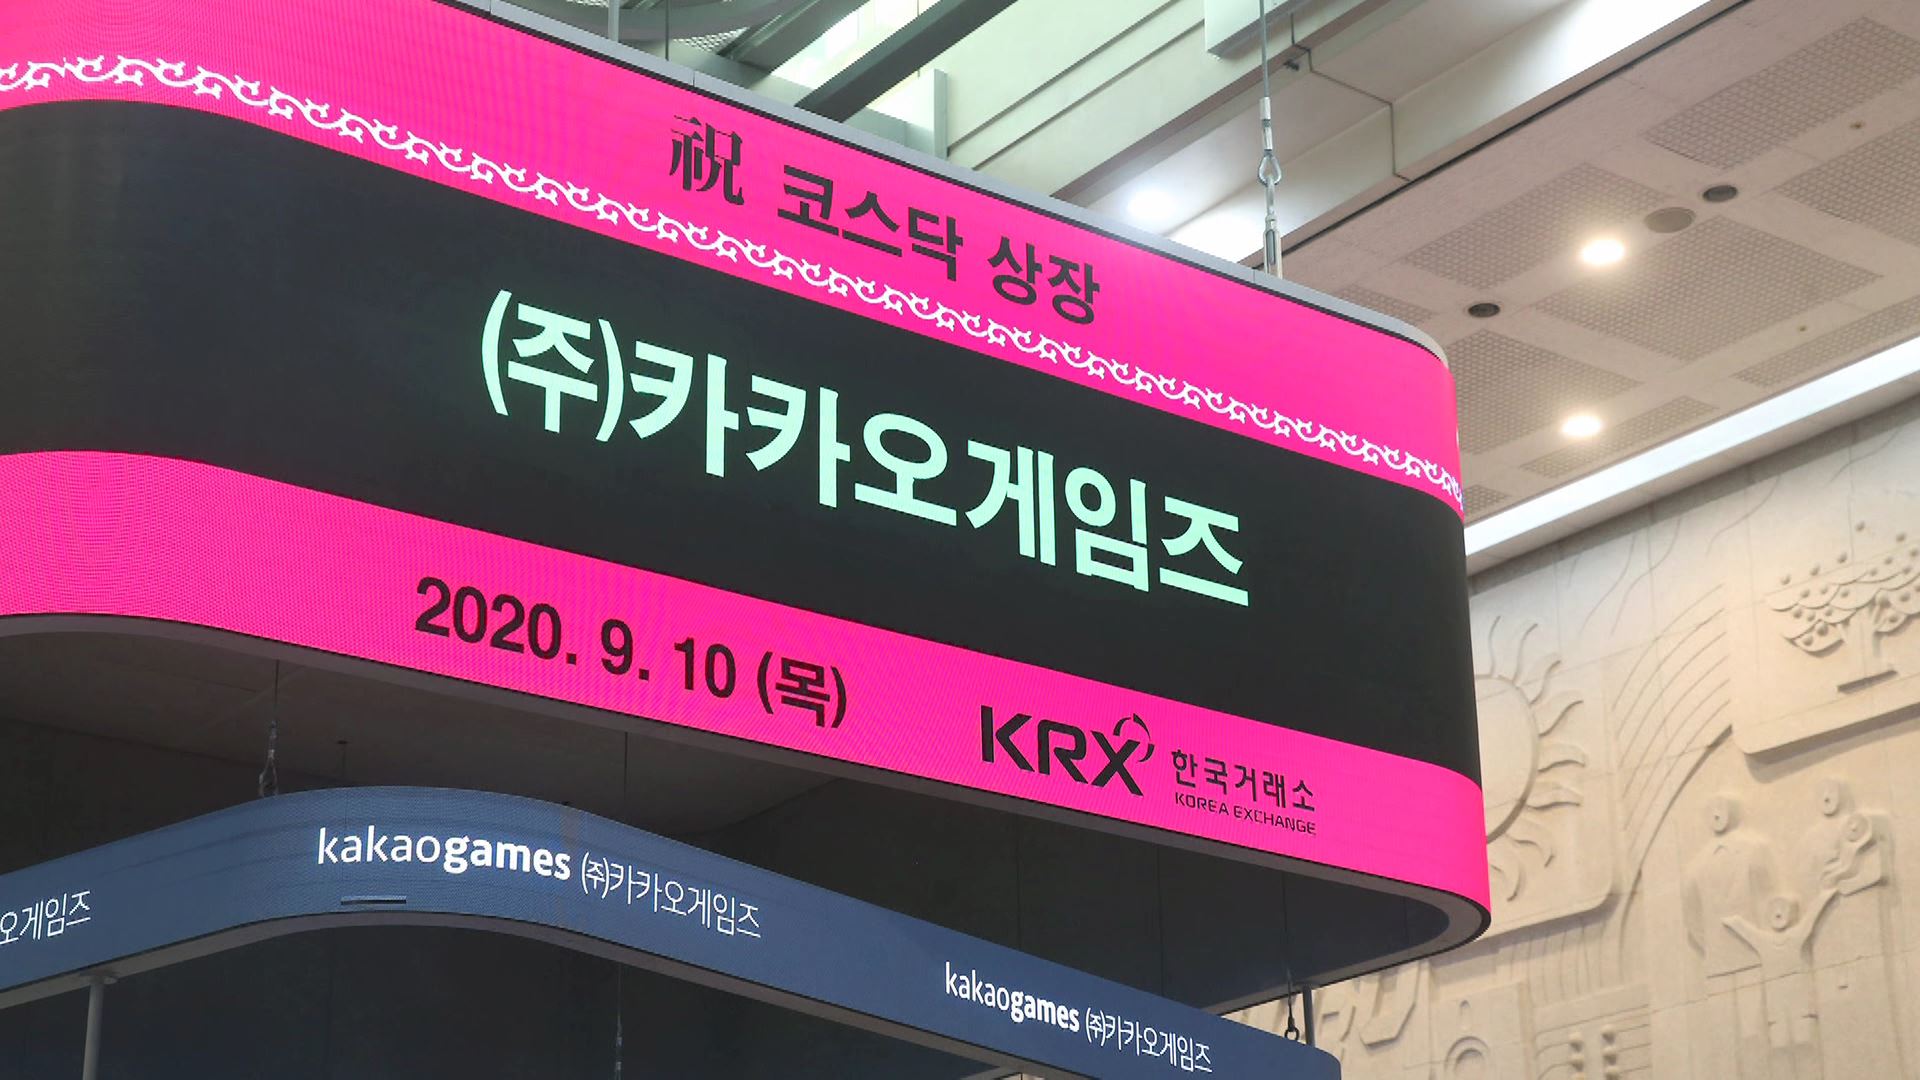 祝 코스닥 상장
(주)카카오게임즈
2020. 9. 10 (목)
KRX 한국거래소
KOREA EXCHANGE
오게임즈
kakaogames (주)카카오게임즈
kakaogames (주)카카오게임즈